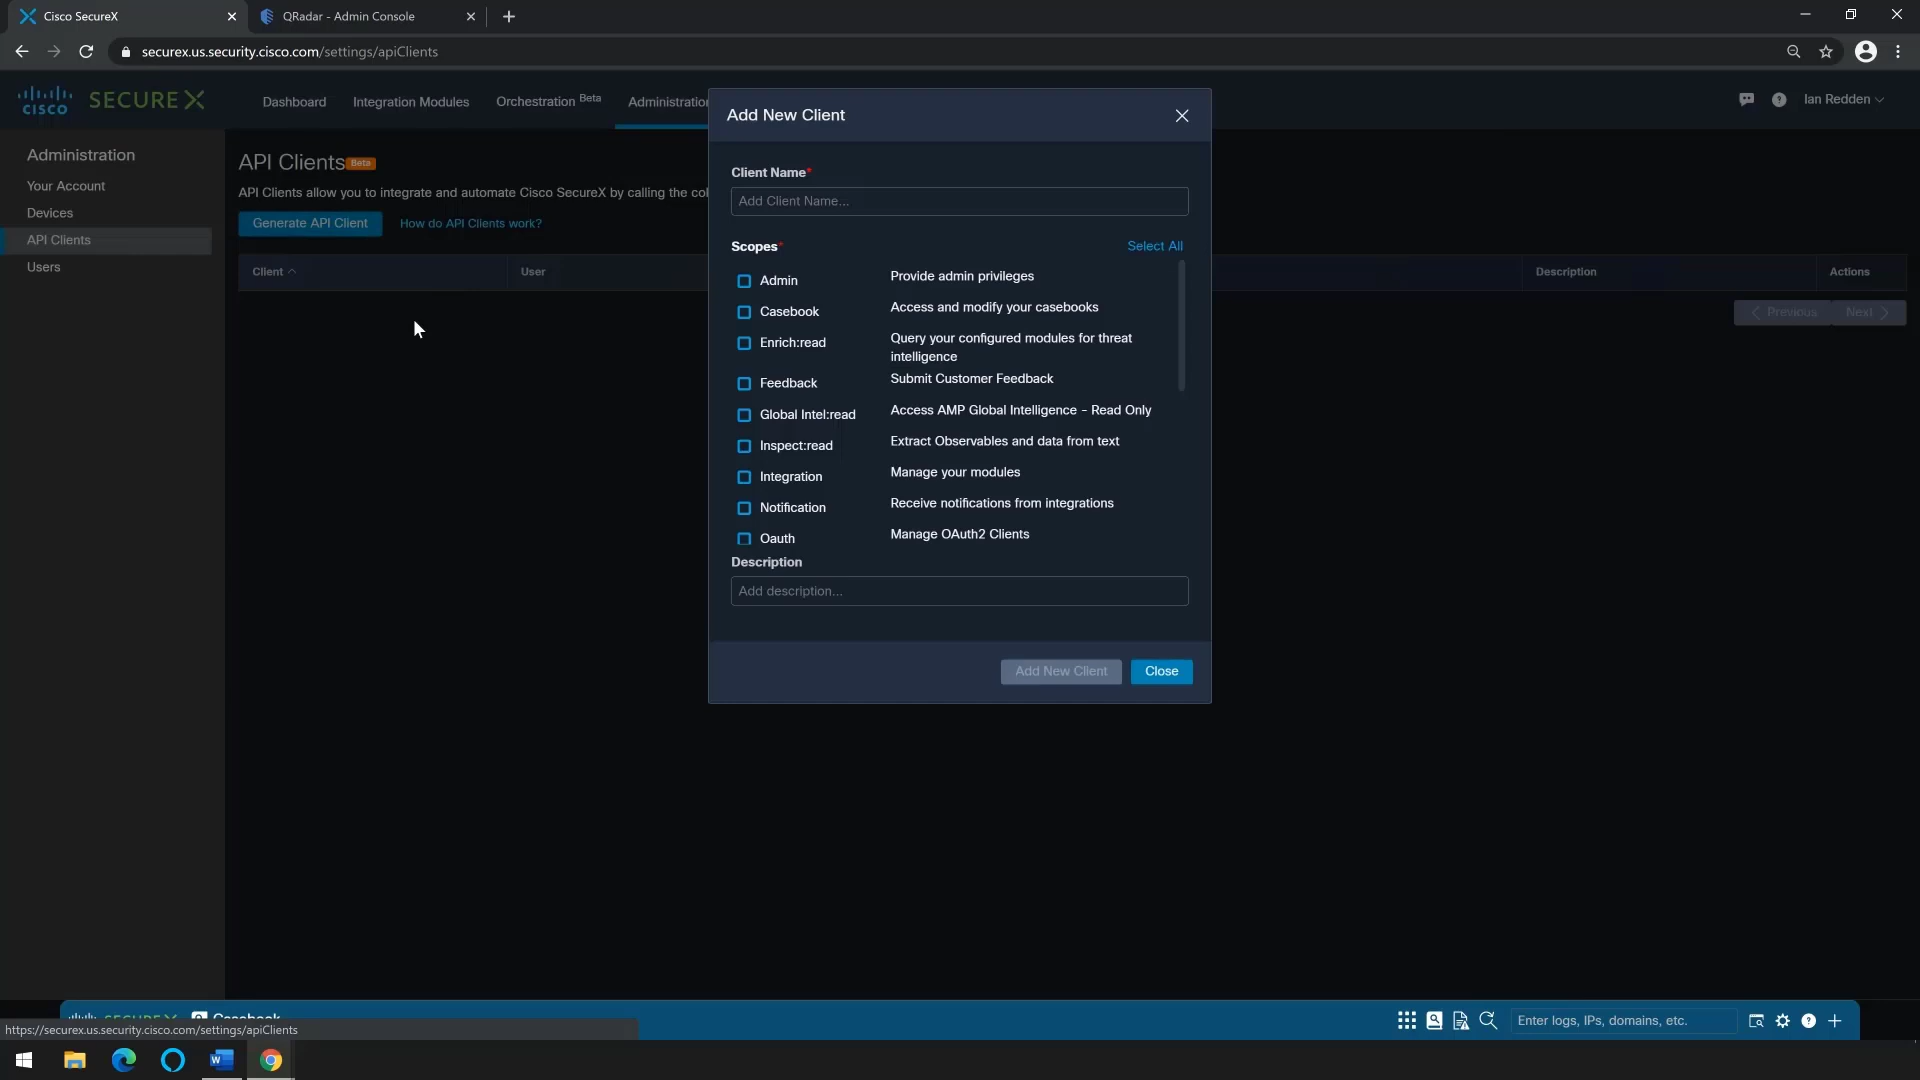 Cisco SecureX
QRadar - Admin Console
securex.us.security.cisco.com/settings/apiClients
CISCO SECUREX
Dashboard
Integration Modules
Orchestration Beta
Administration
Ian Redden
Add New Client
Administration
Your Account
Devices
API Clients
Users
API Clients Beta
API Clients allow you to integrate and automate Cisco SecureX by calling the
Generate API Client
How do API Clients work?
Client
User
Description
Actions
Previous
Next
Client Name*
Add Client Name...
Scopes*
Select All
Admin Provide admin privileges
Casebook Access and modify your casebooks
Enrich:read Query your configured modules for threat
intelligence
Feedback Submit Customer Feedback
Global Intel:read Access AMP Global Intelligence - Read Only
Inspect:read Extract Observables and data from text
Integration Manage your modules
Notification Receive notifications from integrations
Oauth Manage OAuth2 Clients
Description
Add description...
Add New Client
Close
SECUREX Casebook
Enter logs, IPs, domains, etc.
https://securex.us.security.cisco.com/settings/apiClients